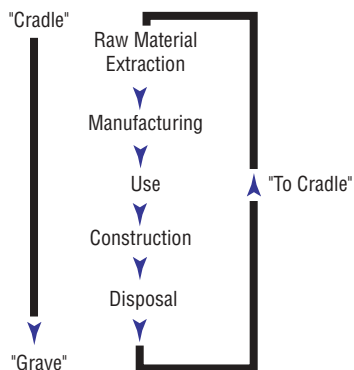 "Cradle"
Raw Material
Extraction
Manufacturing
Use
"To Cradle"
Construction
Disposal
"Grave"